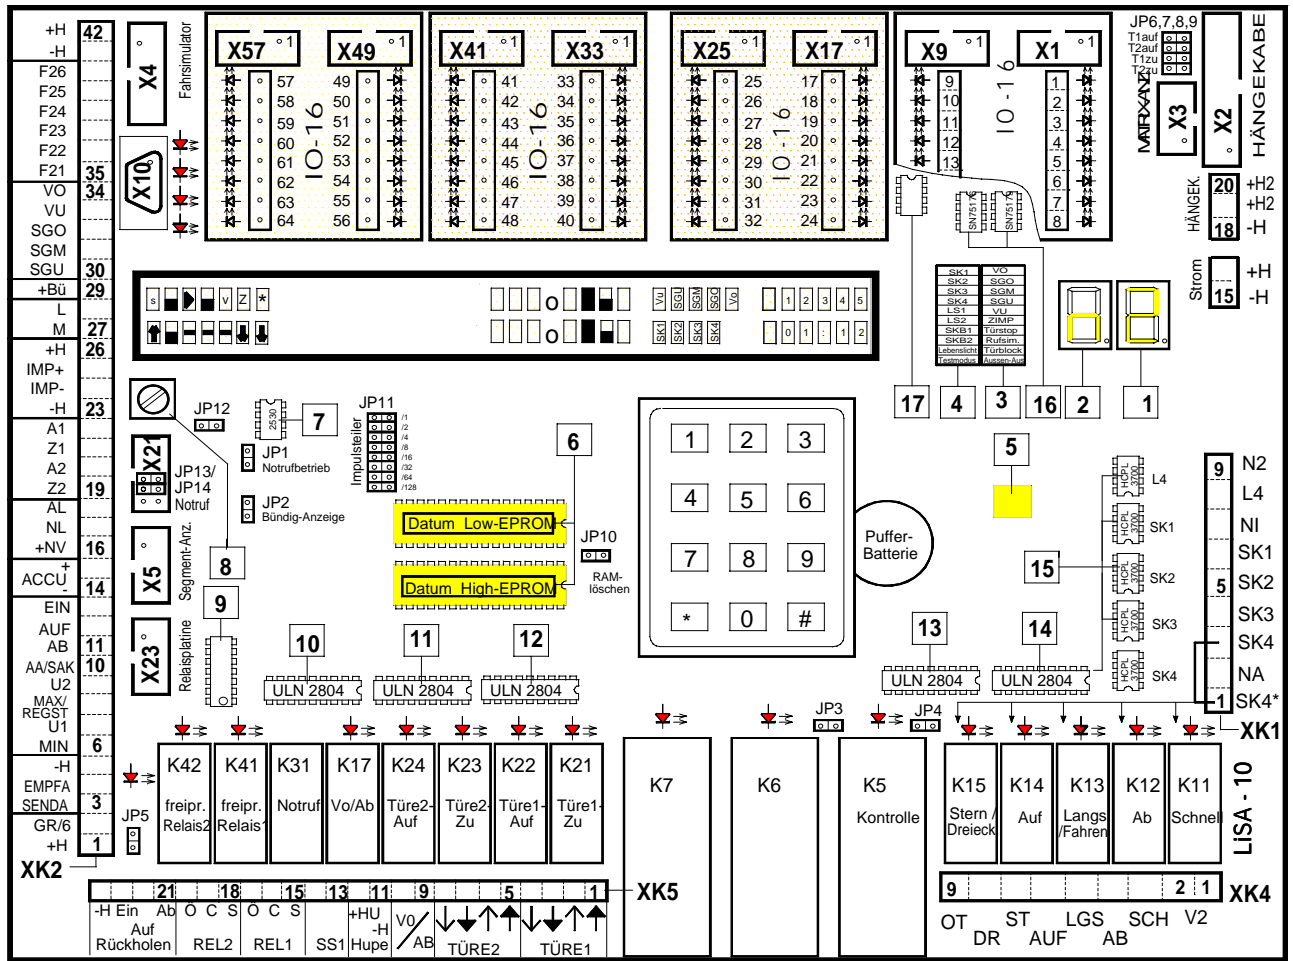 +H 42
-H
F26
F25
F24
F23
F22
F21 35
VO 34
VU
SGO
SGM
SGU 30
+Bü 29
L
M 27
+H 26
IMP+
IMP-
-H 23
A1
Z1
A2
Z2 19
AL
NL
+NV 16
+
ACCU
- 14
EIN
AUF
AB 11
AA/SAK 10
U2
MAX/
REGST
U1
MIN 6
-H
EMPFA
SENDA 3
GR/6
+H 1
XK2
X4
Fahrsimulator
X10
X57 °1
X49 °1
57 49
58 50
59 51
60 52
61 53
62 54
63 55
64 56
IO-16
X41 °1
X33 °1
41 33
42 34
43 35
44 36
45 37
46 38
47 39
48 40
IO-16
X25 °1
X17 °1
25 17
26 18
27 19
28 20
29 21
30 22
31 23
32 24
IO-16
X9 °1
X1 °1
9 1
10 2
11 3
12 4
13 5
6
7
8
IO-16
SN75176
SN75176
JP6,7,8,9
T1auf
T2auf
T1zu
T2zu
X3
X2
HÄNGEKABE
HÄNGEK.
20 +H2
+H2
18 -H
Strom
+H
15 -H
s v Z *
o
Vu SGU SGM SGO Vo
1 2 3 4 5
o
SK1 SK2 SK3 SK4
0 1 : 1 2
SK1 VO
SK2 SGO
SK3 SGM
SK4 SGU
LS1 VU
LS2 ZIMP
SKB1 Türstop
SKB2 Rufsim.
Lebenslicht Türblock
Testmodus Aussen-Aus
17 4 3 16 2 1
JP12
2530
7
JP11
Impulsteiler
/1
/2
/4
/8
/16
/32
/64
/128
JP1
Notrufbetrieb
JP2
Bündig-Anzeige
X21
JP13/
JP14
Notruf
X5
Segment-Anz.
X23
Relaisplatine
8
9
6
Datum Low-EPROM
Datum High-EPROM
JP10
RAM-
löschen
1 2 3
4 5 6
7 8 9
* 0 #
Puffer-
Batterie
5
15
HCPL 3700 L4
HCPL 3700 SK1
HCPL 3700 SK2
HCPL 3700 SK3
HCPL 3700 SK4
9 N2
L4
NI
SK1
5 SK2
SK3
SK4
NA
1 SK4*
XK1
10 11 12 13 14
ULN 2804
ULN 2804
ULN 2804
ULN 2804
ULN 2804
JP3
JP4
JP5
K42
freipr.
Relais2
K41
freipr.
Relais1
K31
Notruf
K17
Vo/Ab
K24
Türe2-
Auf
K23
Türe2-
Zu
K22
Türe1-
Auf
K21
Türe1-
Zu
K7
K6
K5
Kontrolle
K15
Stern /
Dreieck
K14
Auf
K13
Langs
/Fahren
K12
Ab
K11
Schnell
LiSA - 10
21 18 15 13 11 9 5 1
XK5
-H Ein Ab
Auf
Rückholen
Ö C S
REL2
Ö C S
REL1
SS1
+HU
-H
Hupe
V0/AB
TÜRE2
TÜRE1
9 2 1
XK4
OT DR ST AUF LGS AB SCH V2